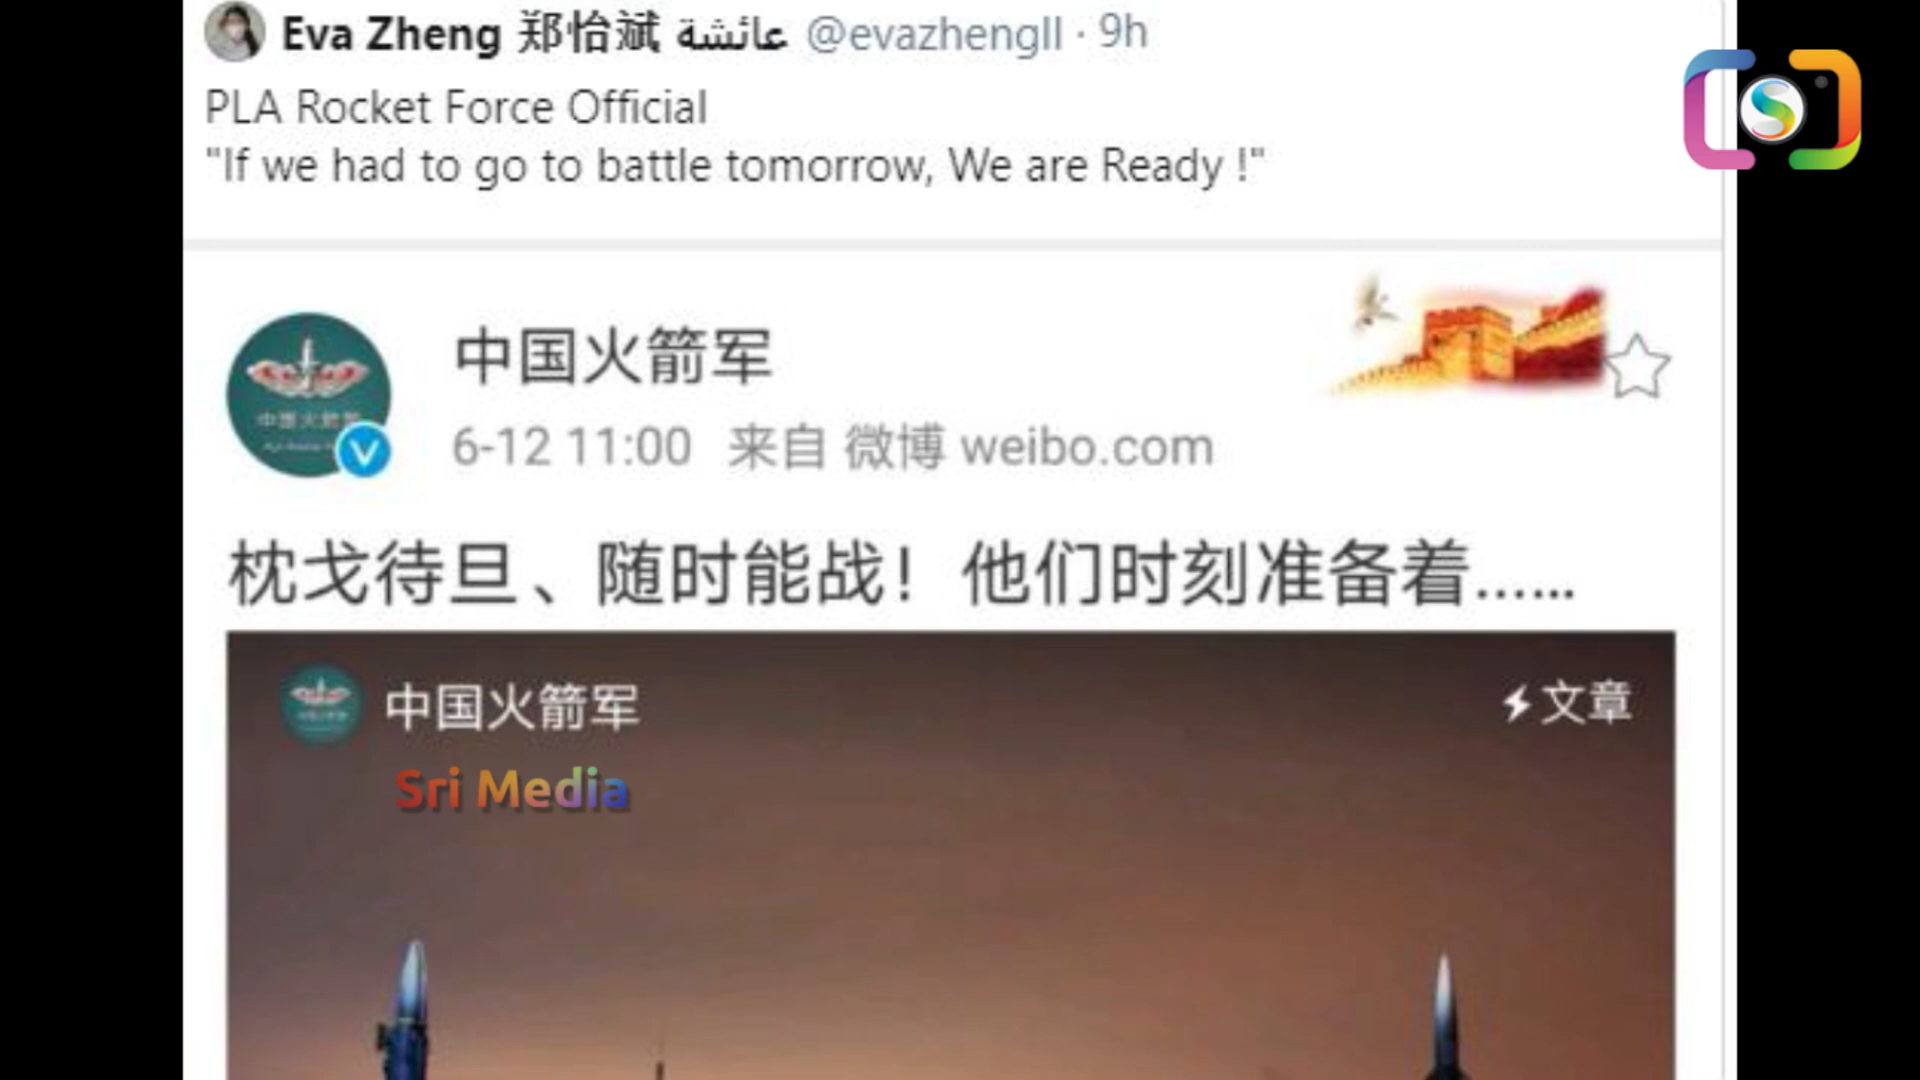 Eva Zheng 郑怡斌 عائشة @evazhengll · 9h
PLA Rocket Force Official
"If we had to go to battle tomorrow, We are Ready !"
中国火箭军
6-12 11:00 来自 微博 weibo.com
枕戈待旦、随时能战！他们时刻准备着......
中国火箭军
文章
Sri Media